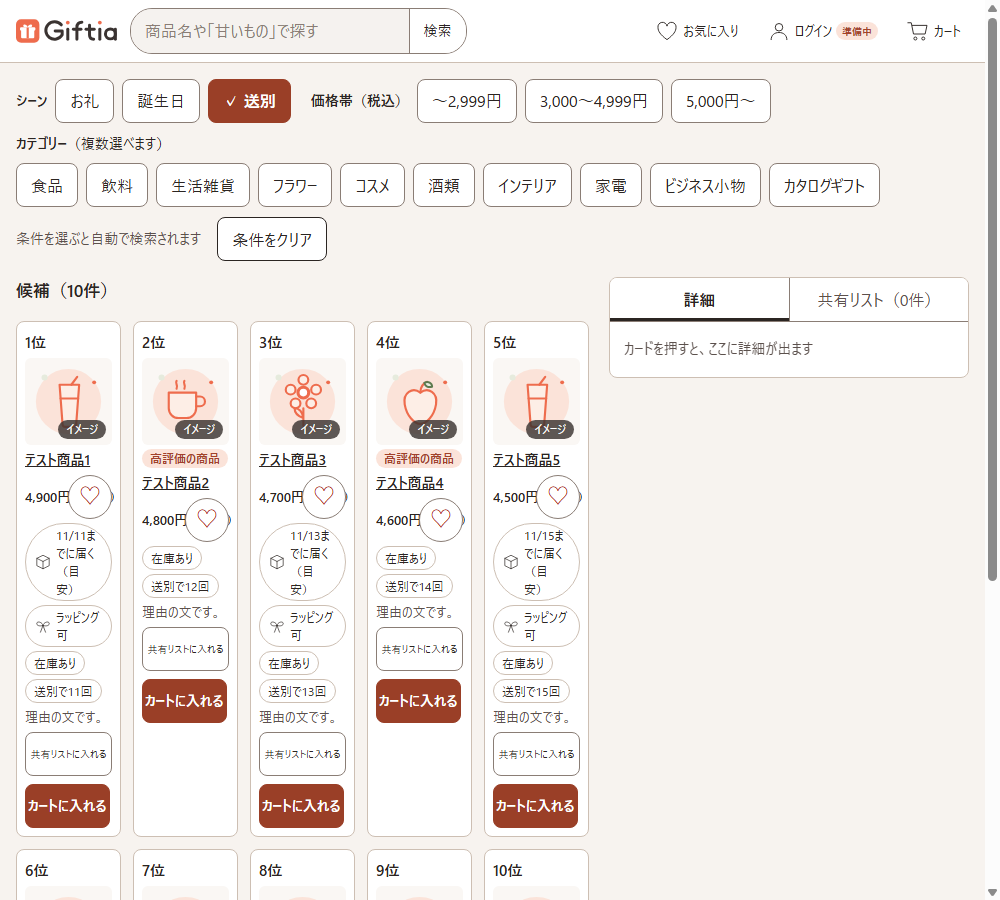 Giftia
商品名や「甘いもの」で探す
検索
お気に入り
ログイン
準備中
カート
シーン
お礼
誕生日
✓ 送別
価格帯（税込）
～2,999円
3,000～4,999円
5,000円～
カテゴリー（複数選べます）
食品
飲料
生活雑貨
フラワー
コスメ
酒類
インテリア
家電
ビジネス小物
カタログギフト
条件を選ぶと自動で検索されます
条件をクリア
候補（10件）
1位
イメージ
テスト商品1
4,900円
11/11ま
でに届く
（目
安）
ラッピング
可
在庫あり
送別で11回
理由の文です。
共有リストに入れる
カートに入れる
2位
イメージ
高評価の商品
テスト商品2
4,800円
在庫あり
送別で12回
理由の文です。
共有リストに入れる
カートに入れる
3位
イメージ
テスト商品3
4,700円
11/13ま
でに届く
（目
安）
ラッピング
可
在庫あり
送別で13回
理由の文です。
共有リストに入れる
カートに入れる
4位
イメージ
高評価の商品
テスト商品4
4,600円
在庫あり
送別で14回
理由の文です。
共有リストに入れる
カートに入れる
5位
イメージ
テスト商品5
4,500円
11/15ま
でに届く
（目
安）
ラッピング
可
在庫あり
送別で15回
理由の文です。
共有リストに入れる
カートに入れる
6位
7位
8位
9位
10位
詳細
共有リスト（0件）
カードを押すと、ここに詳細が出ます